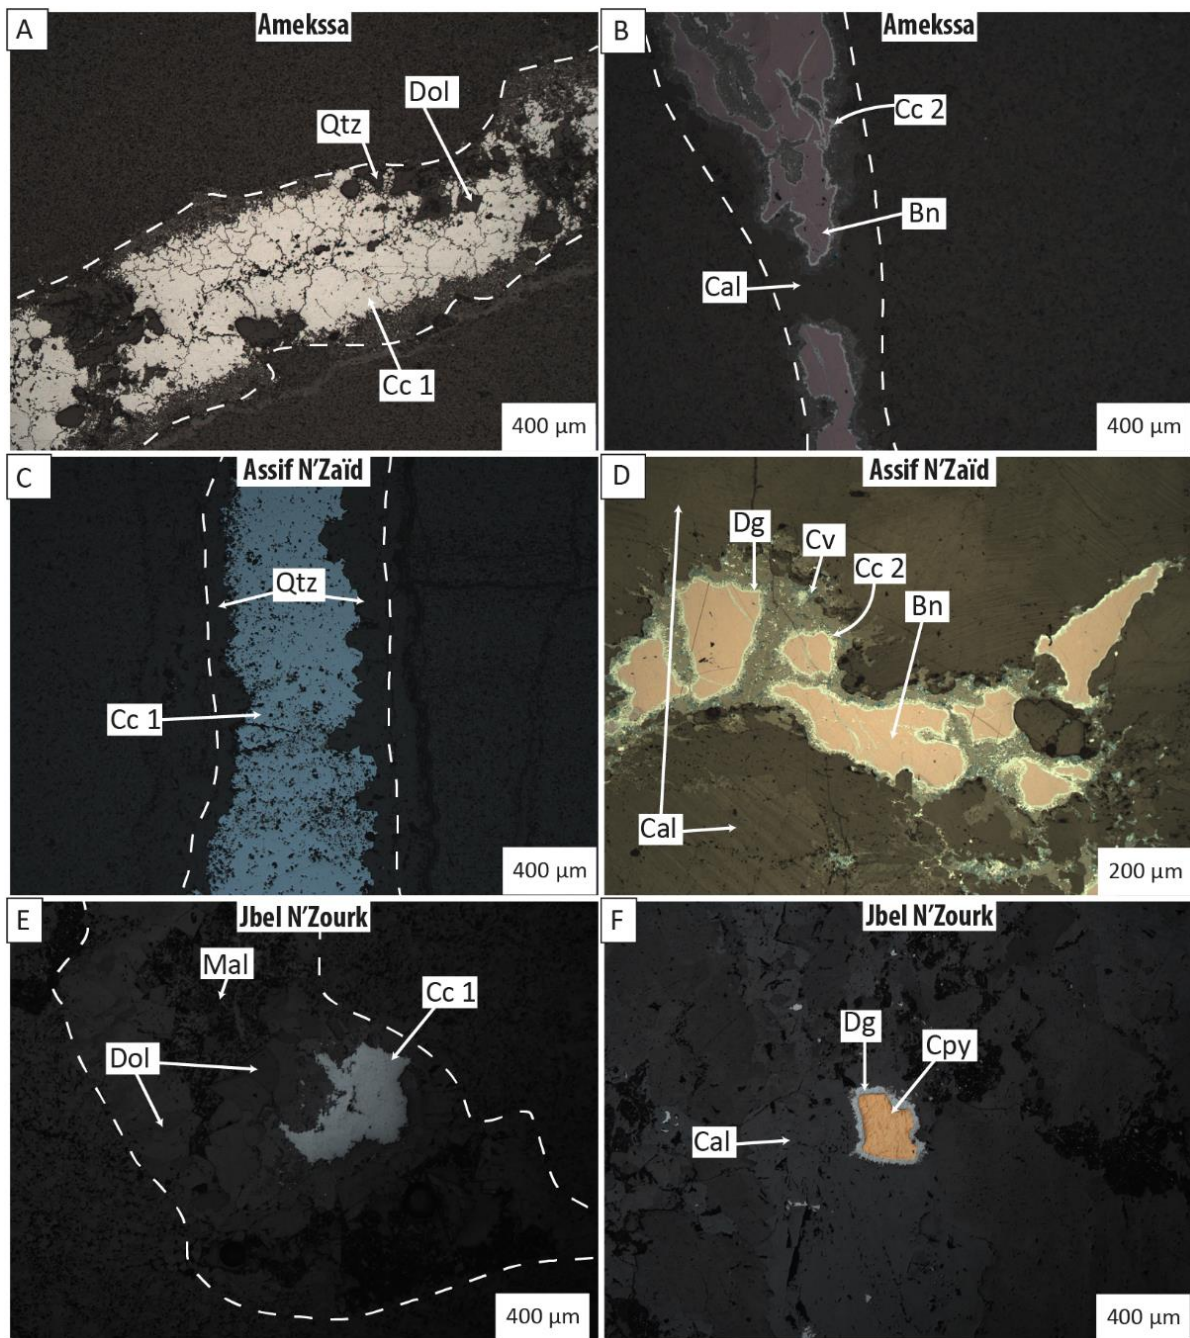 A
Amekssa
Dol
Qtz
Cc 1
400 µm
B
Amekssa
Cc 2
Bn
Cal
400 µm
C
Assif N'Zaïd
Qtz
Cc 1
400 µm
D
Assif N'Zaïd
Dg
Cv
Cc 2
Bn
Cal
200 µm
E
Jbel N'Zourk
Mal
Cc 1
Dol
400 µm
F
Jbel N'Zourk
Dg
Cpy
Cal
400 µm